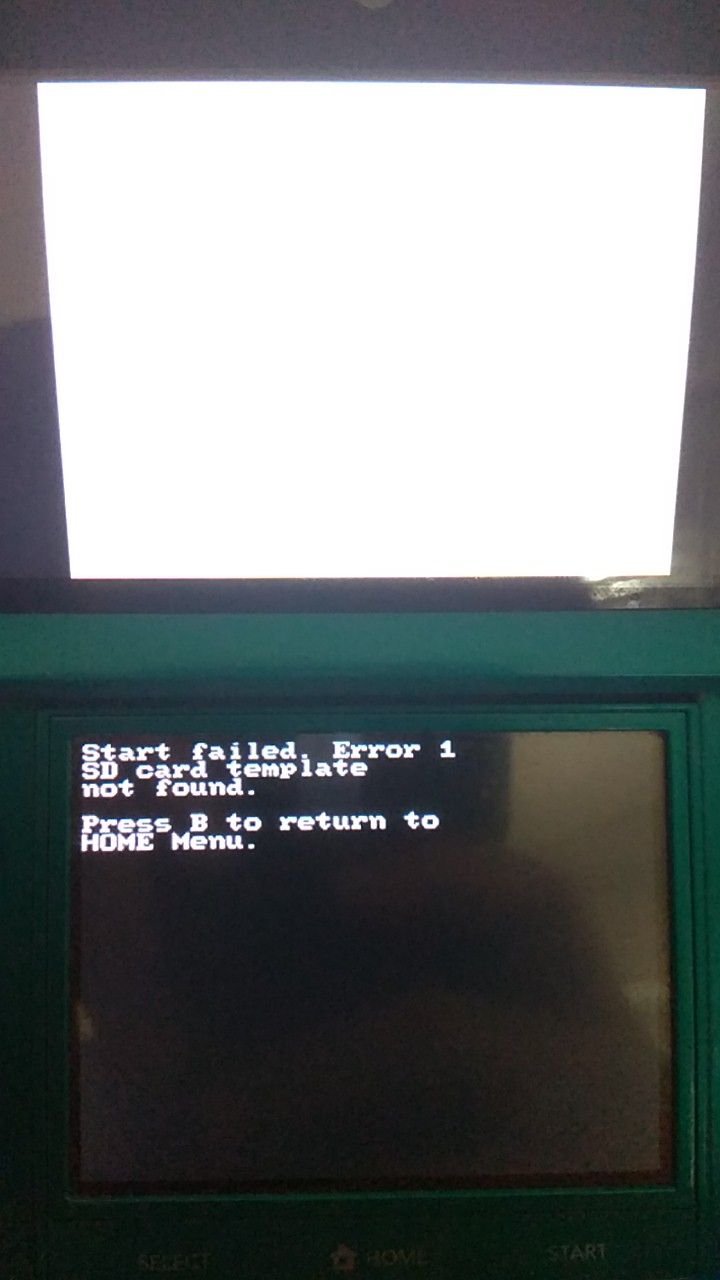 Start failed. Error 1
SD card template
not found.
Press B to return to
HOME Menu.
SELECT HOME START